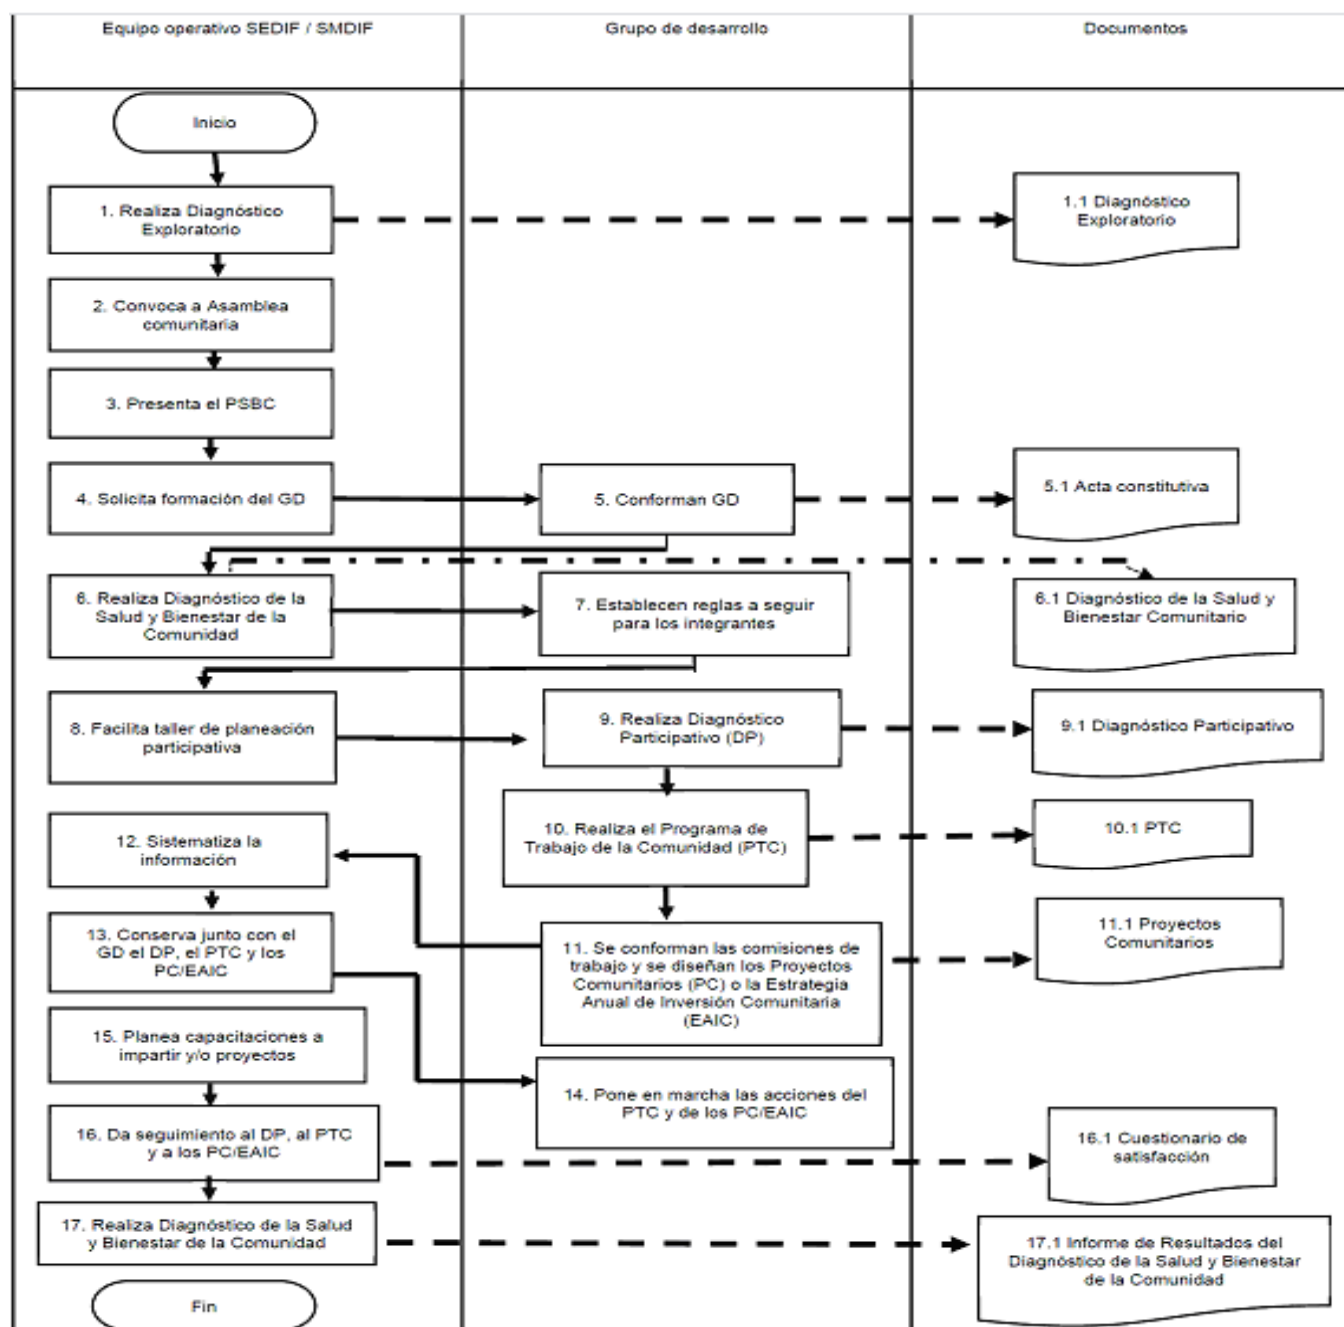 Equipo operativo SEDIF / SMDIF
Grupo de desarrollo
Documentos
Inicio
1. Realiza Diagnóstico
Exploratorio
1.1 Diagnóstico
Exploratorio
2. Convoca a Asamblea
comunitaria
3. Presenta el PSBC
4. Solicita formación del GD
5. Conforman GD
5.1 Acta constitutiva
6. Realiza Diagnóstico de la
Salud y Bienestar de la
Comunidad
7. Establecen reglas a seguir
para los integrantes
6.1 Diagnóstico de la Salud y
Bienestar Comunitario
8. Facilita taller de planeación
participativa
9. Realiza Diagnóstico
Participativo (DP)
9.1 Diagnóstico Participativo
10. Realiza el Programa de
Trabajo de la Comunidad (PTC)
10.1 PTC
12. Sistematiza la
información
11. Se conforman las comisiones de
trabajo y se diseñan los Proyectos
Comunitarios (PC) o la Estrategia
Anual de Inversión Comunitaria
(EAIC)
11.1 Proyectos
Comunitarios
13. Conserva junto con el
GD el DP, el PTC y los
PC/EAIC
14. Pone en marcha las acciones del
PTC y de los PC/EAIC
15. Planea capacitaciones a
impartir y/o proyectos
16. Da seguimiento al DP, al PTC
y a los PC/EAIC
16.1 Cuestionario de
satisfacción
17. Realiza Diagnóstico de la Salud
y Bienestar de la Comunidad
17.1 Informe de Resultados del
Diagnóstico de la Salud y Bienestar
de la Comunidad
Fin